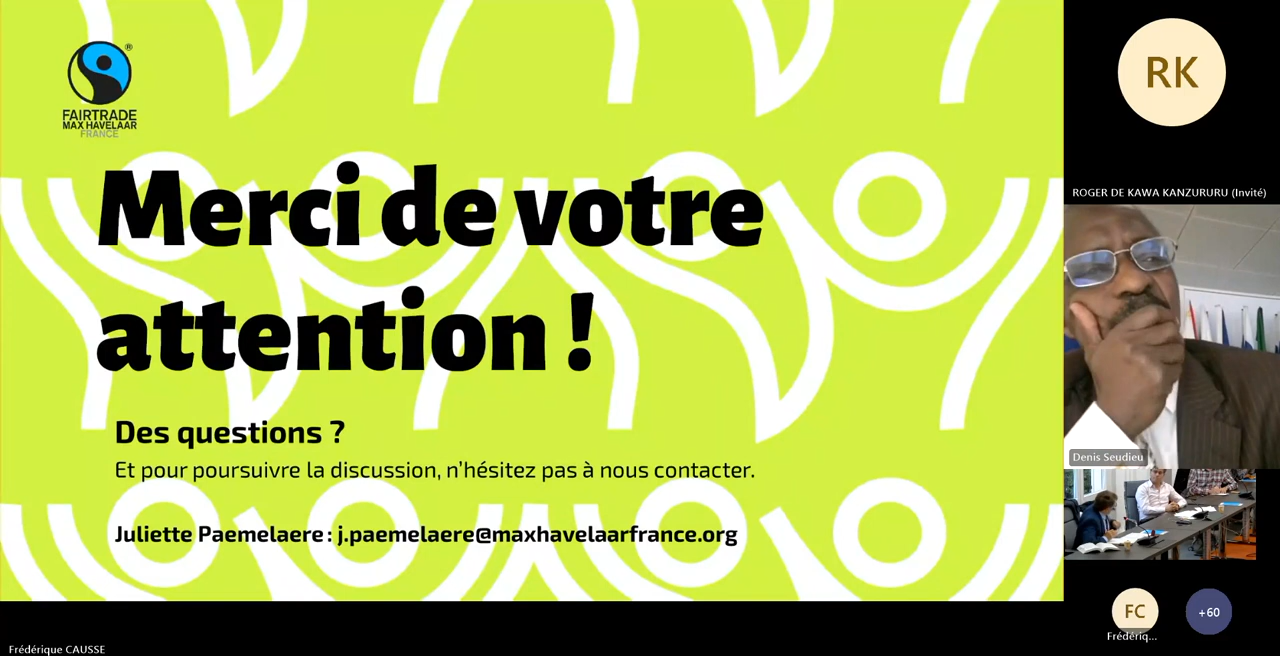 ®
FAIRTRADE
MAX HAVELAAR
FRANCE
Merci de votre
attention !
Des questions ?
Et pour poursuivre la discussion, n’hésitez pas à nous contacter.
Juliette Paemelaere : j.paemelaere@maxhavelaarfrance.org
Frédérique CAUSSE
RK
ROGER DE KAWA KANZURURU (Invité)
Denis Seudieu
FC
Frédériq...
+60